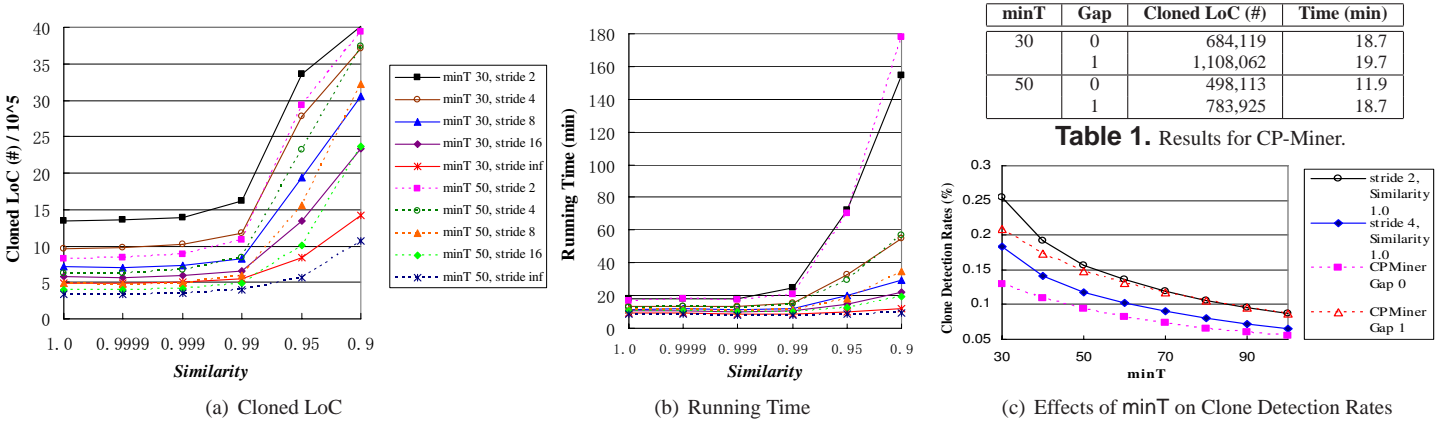 40
35
30
25
20
15
10
5
0
Cloned LoC (#) / 10^5
1.0 0.9999 0.999 0.99 0.95 0.9
Similarity
minT 30, stride 2
minT 30, stride 4
minT 30, stride 8
minT 30, stride 16
minT 30, stride inf
minT 50, stride 2
minT 50, stride 4
minT 50, stride 8
minT 50, stride 16
minT 50, stride inf
(a) Cloned LoC
180
160
140
120
100
80
60
40
20
0
Running Time (min)
1.0 0.9999 0.999 0.99 0.95 0.9
Similarity
(b) Running Time
minT Gap Cloned LoC (#) Time (min)
30 0 684,119 18.7
1 1,108,062 19.7
50 0 498,113 11.9
1 783,925 18.7
Table 1. Results for CP-Miner.
0.3
0.25
0.2
0.15
0.1
0.05
Clone Detection Rates (%)
30 50 70 90
minT
stride 2,
Similarity
1.0
stride 4,
Similarity
1.0
CPMiner
Gap 0
CPMiner
Gap 1
(c) Effects of minT on Clone Detection Rates